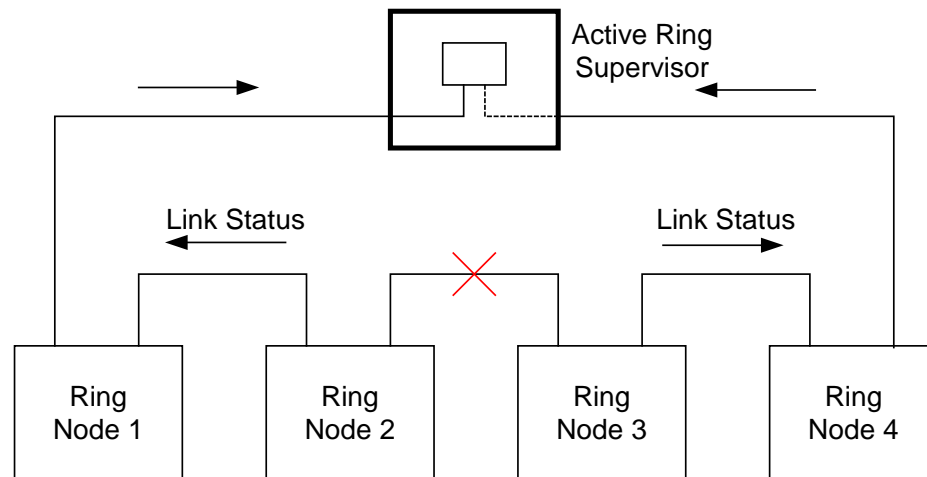 Active Ring
Supervisor
Link Status
Link Status
Ring
Node 1
Ring
Node 2
Ring
Node 3
Ring
Node 4